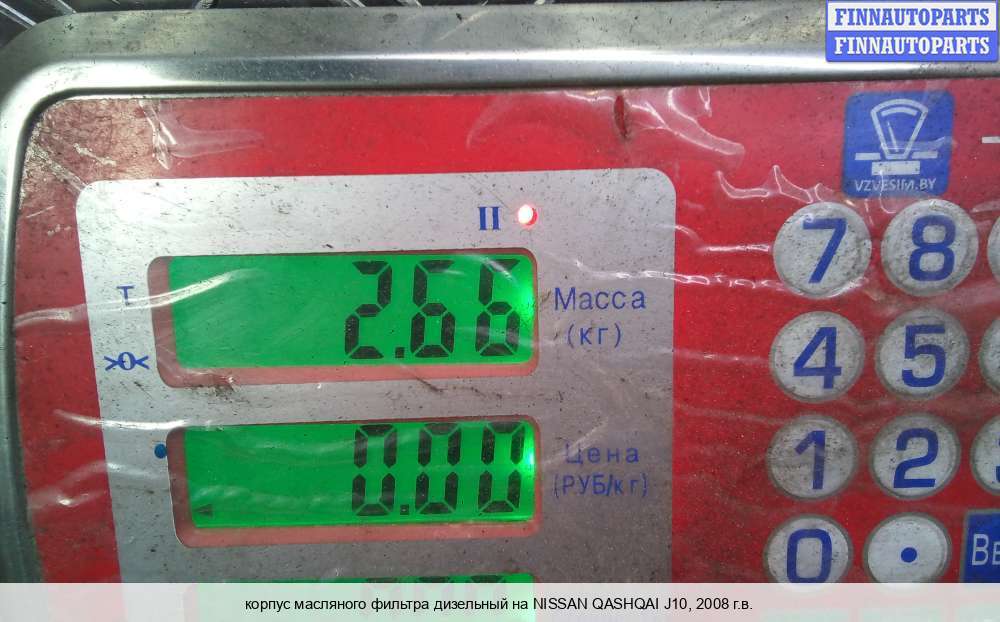 FINNAUTOPARTS
FINNAUTOPARTS
VZVESIM.BY
II
7 8
T
2.66
Масса
(кг)
>0<
4 5
0.00
Цена
(РУБ/кг)
1 2
0 .
корпус масляного фильтра дизельный на NISSAN QASHQAI J10, 2008 г.в.